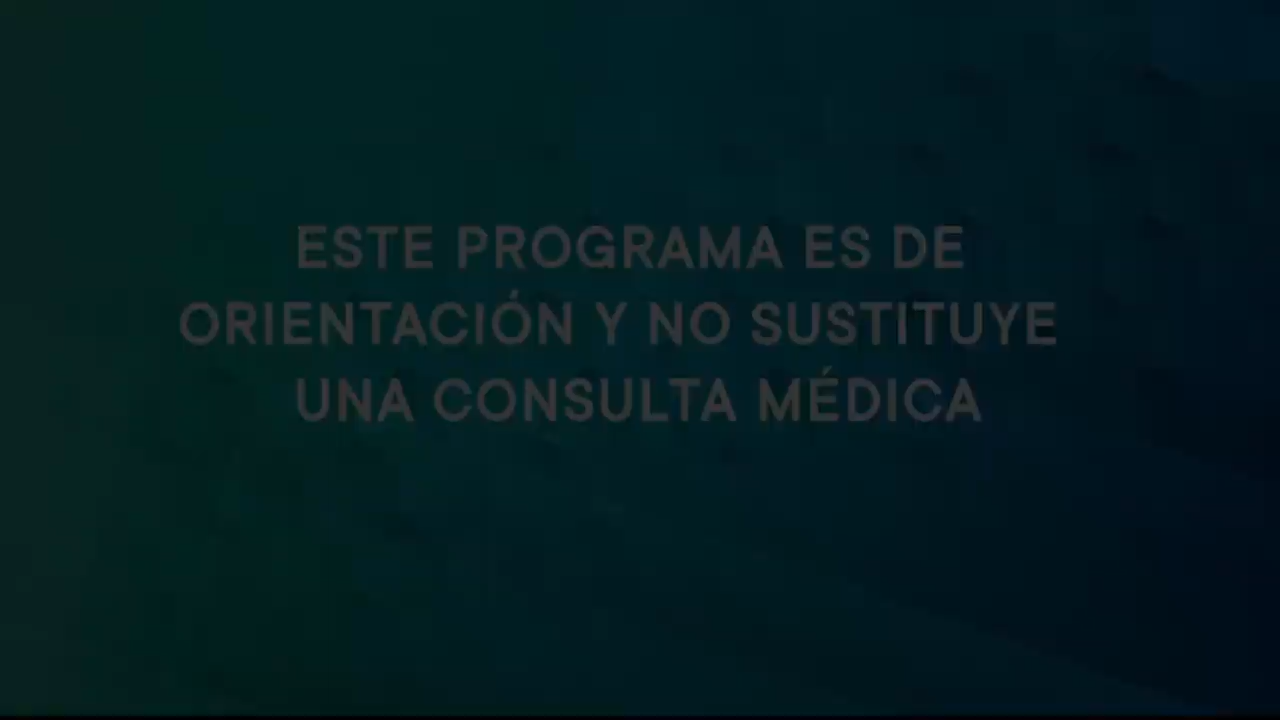 ESTE PROGRAMA ES DE
ORIENTACIÓN Y NO SUSTITUYE
UNA CONSULTA MÉDICA